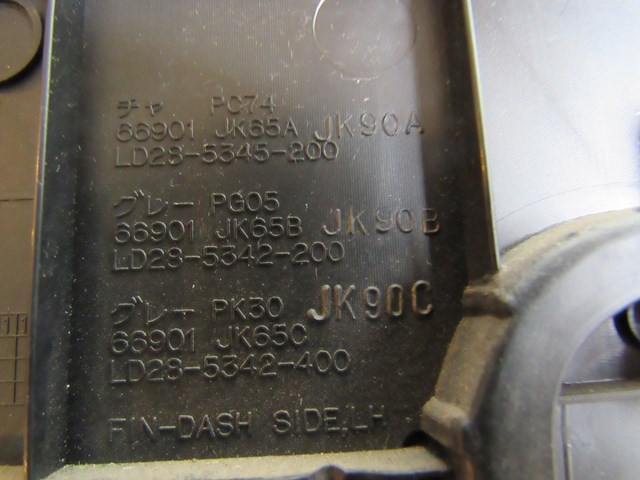 チャ PC74
66901 JK65A JK90A
LD28-5345-200
グレー PG05
66901 JK65B JK90B
LD28-5342-200
グレー PK30 JK90C
66901 JK65C
LD28-5342-400
FIN-DASH SIDE,LH